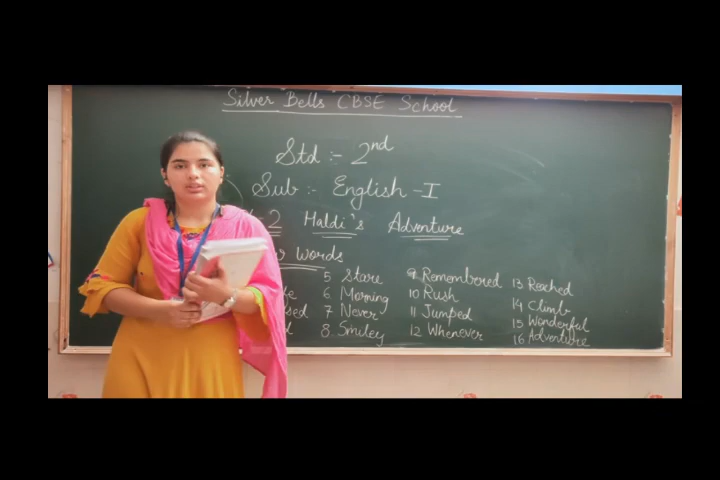 Silver Bells CBSE School
Std :- 2nd
Sub :- English - I
2 Haldi's Adventure
Words
5 Stare 9 Remembered 13 Reached
6 Morning 10 Rush 14 Climb
7 Never 11 Jumped 15 Wonderful
8 Smiley 12 Whenever 16 Adventure